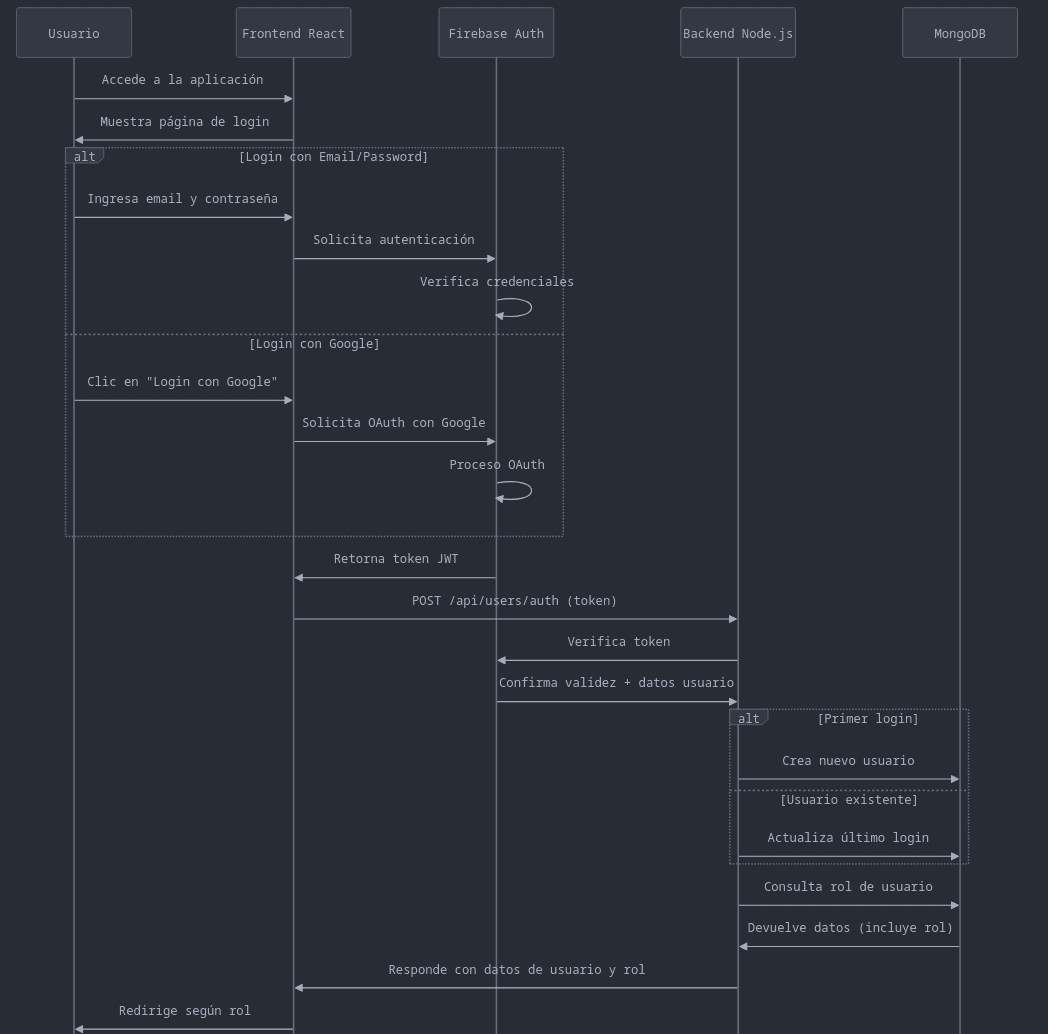 Usuario
Frontend React
Firebase Auth
Backend Node.js
MongoDB
Accede a la aplicación
Muestra página de login
alt
[Login con Email/Password]
Ingresa email y contraseña
Solicita autenticación
Verifica credenciales
[Login con Google]
Clic en "Login con Google"
Solicita OAuth con Google
Proceso OAuth
Retorna token JWT
POST /api/users/auth (token)
Verifica token
Confirma validez + datos usuario
alt
[Primer login]
Crea nuevo usuario
[Usuario existente]
Actualiza último login
Consulta rol de usuario
Devuelve datos (incluye rol)
Responde con datos de usuario y rol
Redirige según rol